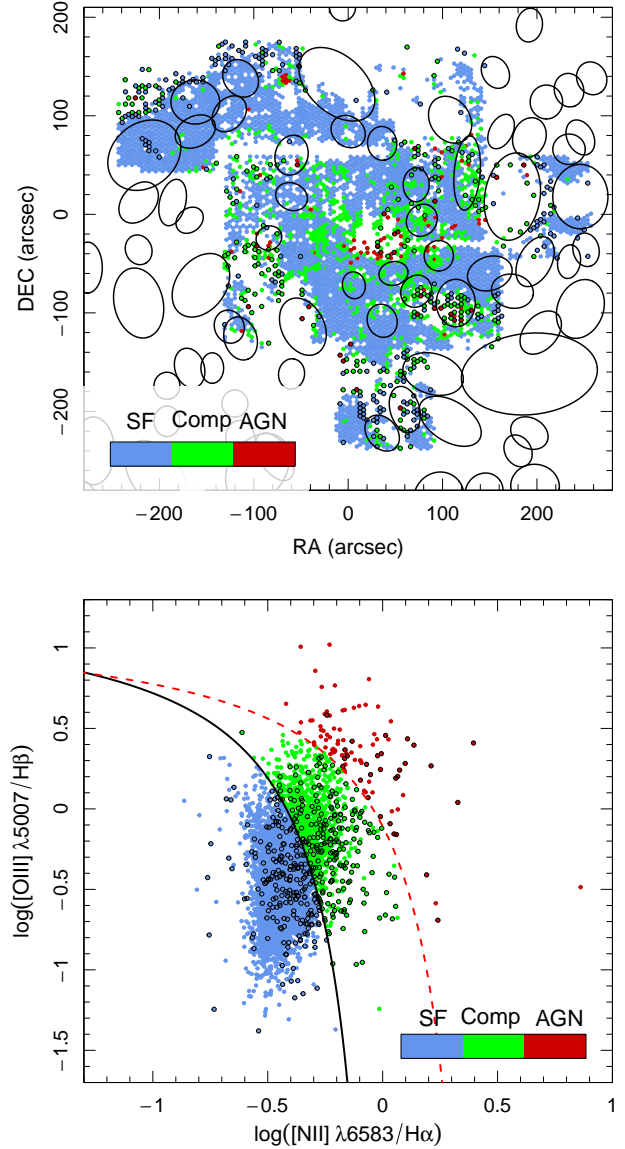 200
100
0
−100
−200
DEC (arcsec)
SF Comp AGN
−200 −100 0 100 200
RA (arcsec)
1
0.5
0
−0.5
−1
−1.5
log([OIII] λ5007/Hβ)
SF Comp AGN
−1 −0.5 0 0.5 1
log([NII] λ6583/Hα)